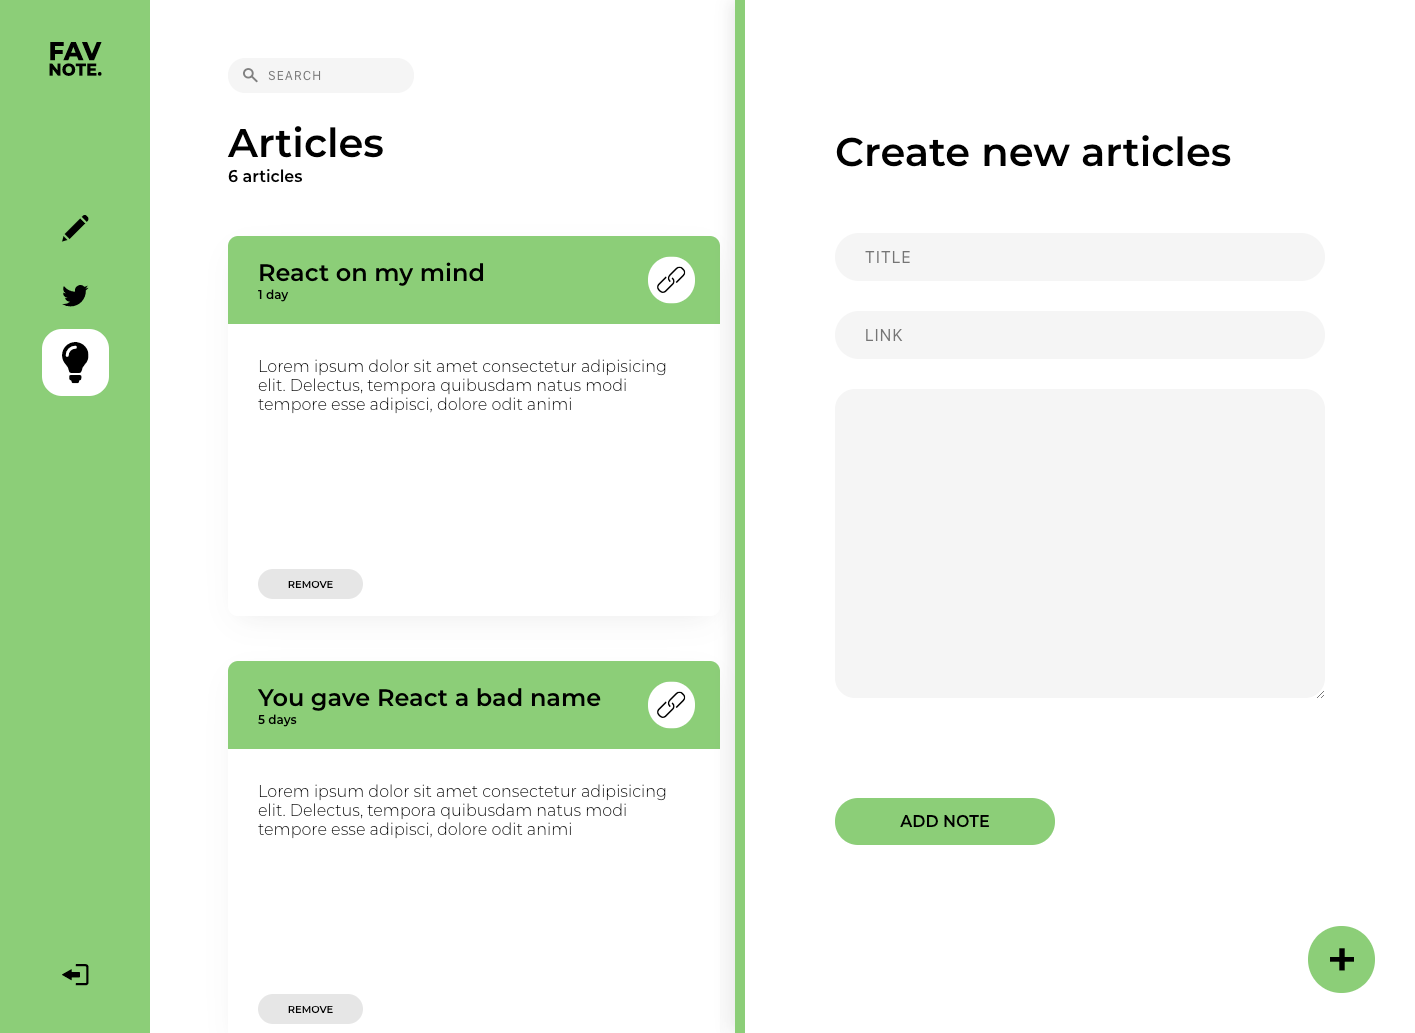 FAV
NOTE.
SEARCH
Articles
6 articles
React on my mind
1 day
Lorem ipsum dolor sit amet consectetur adipisicing
elit. Delectus, tempora quibusdam natus modi
tempore esse adipisci, dolore odit animi
REMOVE
You gave React a bad name
5 days
Lorem ipsum dolor sit amet consectetur adipisicing
elit. Delectus, tempora quibusdam natus modi
tempore esse adipisci, dolore odit animi
REMOVE
Create new articles
TITLE
LINK
ADD NOTE